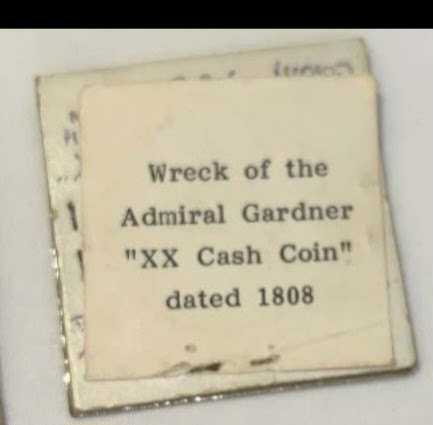 Wreck of the
Admiral Gardner
"XX Cash Coin"
dated 1808